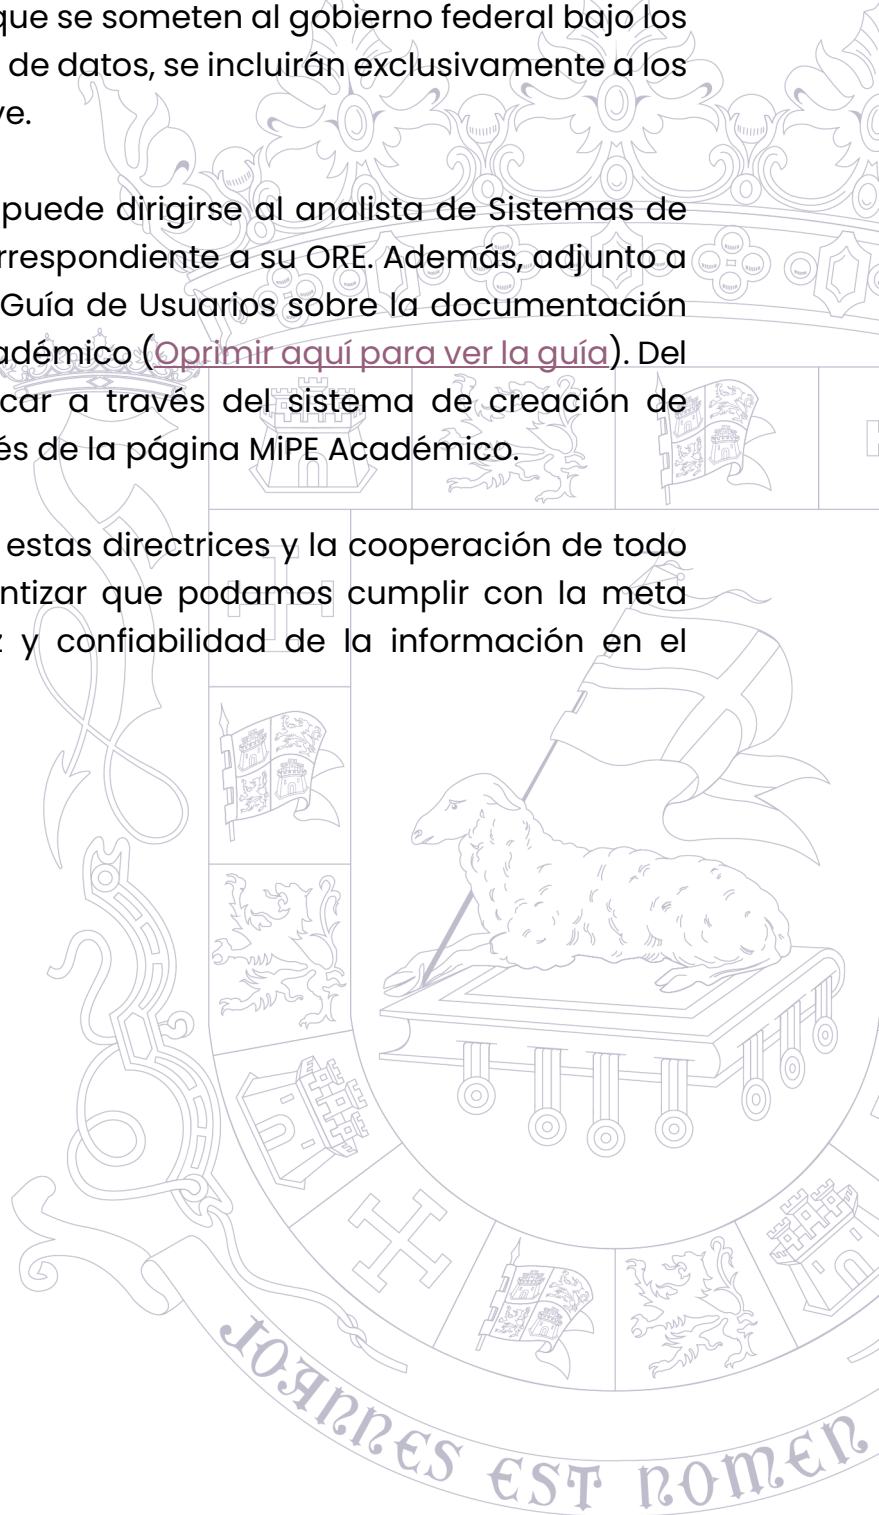 que se someten al gobierno federal bajo los
de datos, se incluirán exclusivamente a los
ve.
puede dirigirse al analista de Sistemas de
rrespondiente a su ORE. Además, adjunto a
Guía de Usuarios sobre la documentación
adémico (Oprimir aquí para ver la guía). Del
car a través del sistema de creación de
és de la página MiPE Académico.
estas directrices y la cooperación de todo
ntizar que podamos cumplir con la meta
z y confiabilidad de la información en el
JOANNES EST NOMEN